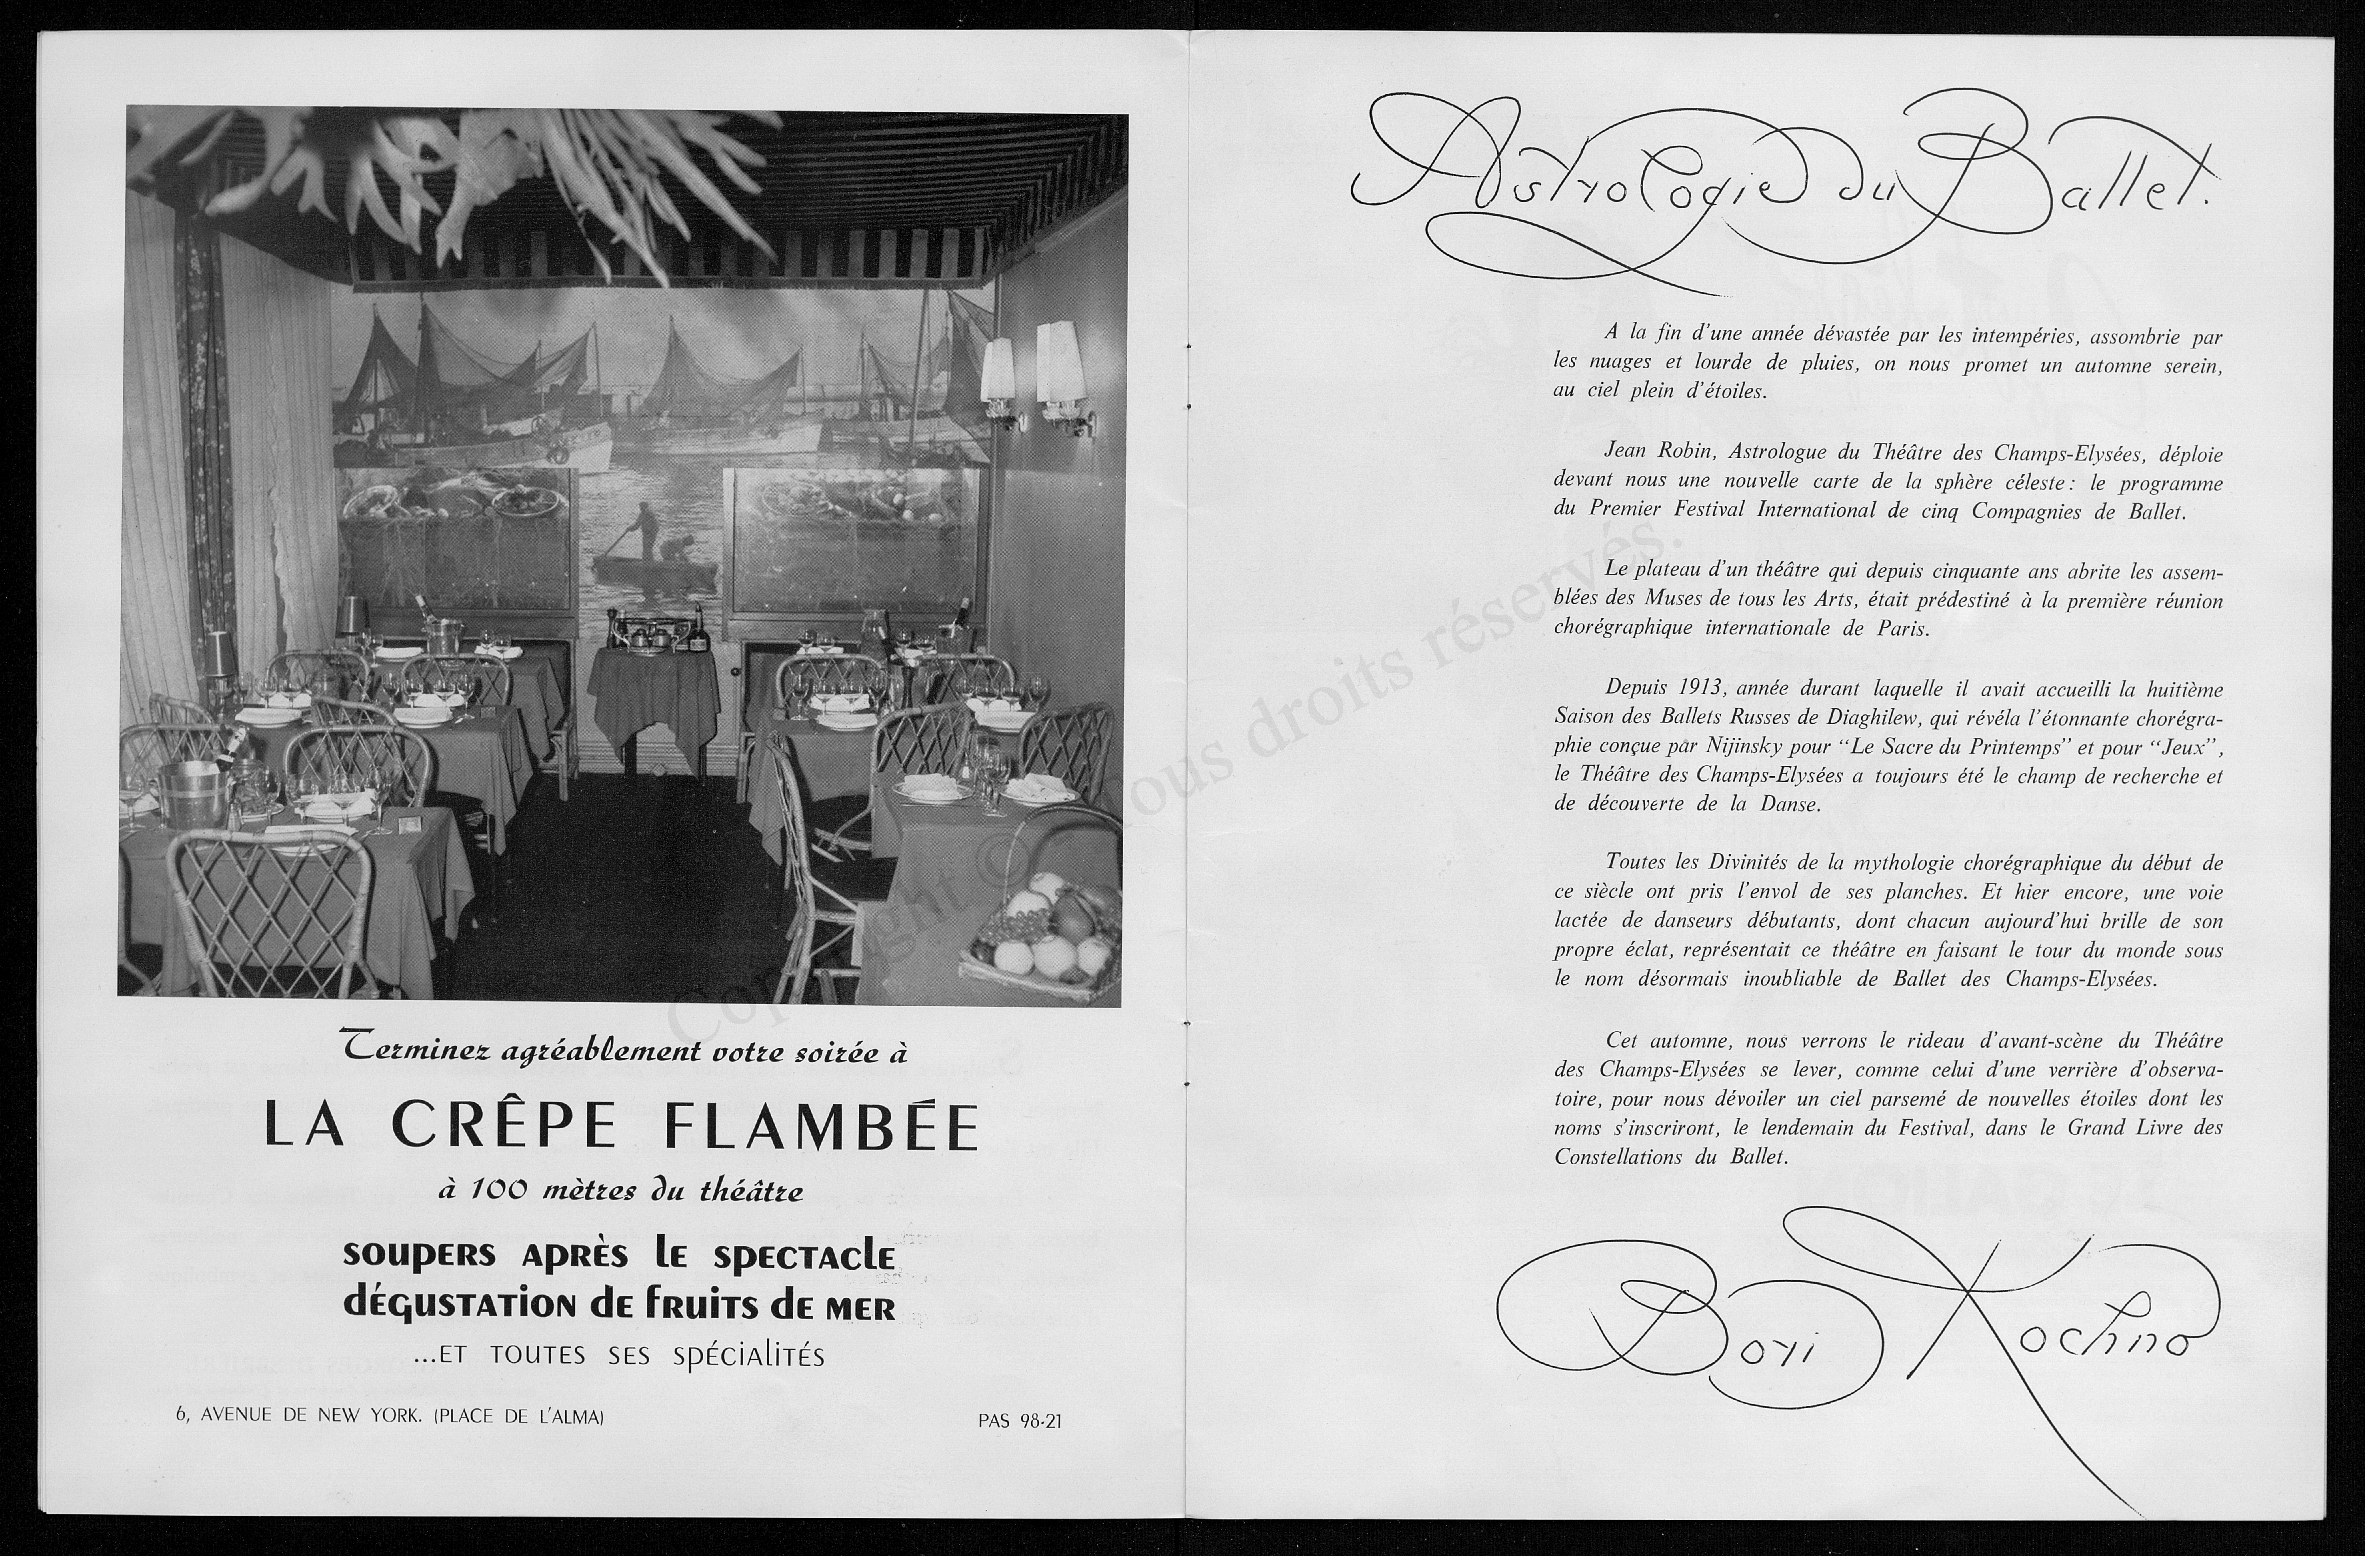 Terminez agréablement votre soirée à
LA CRÊPE FLAMBÉE
à 100 mètres du théâtre
SOUPERS APRÈS LE SPECTACLE
DÉGUSTATION DE FRUITS DE MER
...ET TOUTES SES SPÉCIALITÉS
6, AVENUE DE NEW YORK. (PLACE DE L'ALMA)
PAS 98-21
Astrologie du Ballet.
A la fin d'une année dévastée par les intempéries, assombrie par
les nuages et lourde de pluies, on nous promet un automne serein,
au ciel plein d'étoiles.
Jean Robin, Astrologue du Théâtre des Champs-Elysées, déploie
devant nous une nouvelle carte de la sphère céleste : le programme
du Premier Festival International de cinq Compagnies de Ballet.
Le plateau d'un théâtre qui depuis cinquante ans abrite les assem-
blées des Muses de tous les Arts, était prédestiné à la première réunion
chorégraphique internationale de Paris.
Depuis 1913, année durant laquelle il avait accueilli la huitième
Saison des Ballets Russes de Diaghilew, qui révéla l'étonnante chorégra-
phie conçue par Nijinsky pour "Le Sacre du Printemps" et pour "Jeux",
le Théâtre des Champs-Elysées a toujours été le champ de recherche et
de découverte de la Danse.
Toutes les Divinités de la mythologie chorégraphique du début de
ce siècle ont pris l'envol de ses planches. Et hier encore, une voie
lactée de danseurs débutants, dont chacun aujourd'hui brille de son
propre éclat, représentait ce théâtre en faisant le tour du monde sous
le nom désormais inoubliable de Ballet des Champs-Elysées.
Cet automne, nous verrons le rideau d'avant-scène du Théâtre
des Champs-Elysées se lever, comme celui d'une verrière d'observa-
toire, pour nous dévoiler un ciel parsemé de nouvelles étoiles dont les
noms s'inscriront, le lendemain du Festival, dans le Grand Livre des
Constellations du Ballet.
Bori Kochno
Copyright © Tous droits réservés.